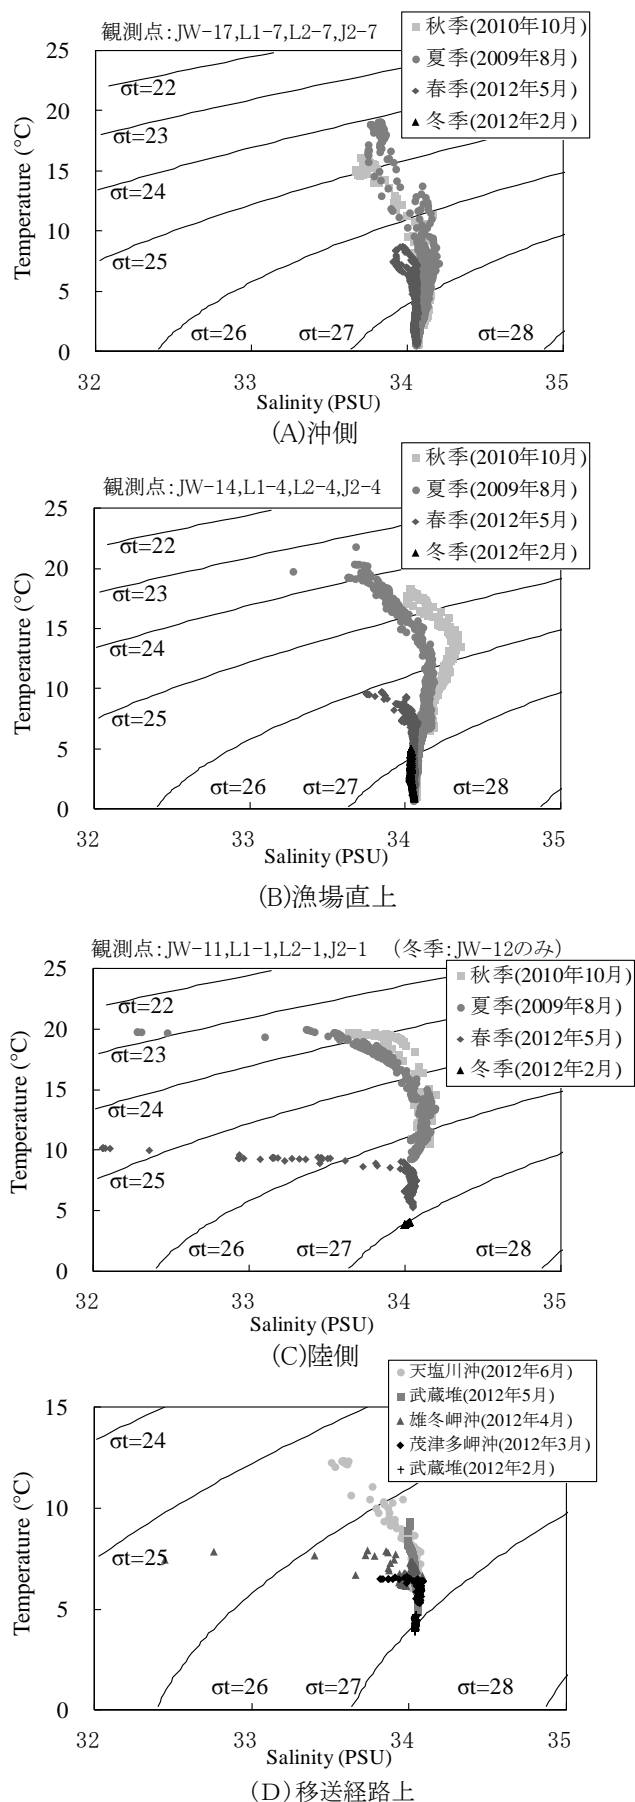 観測点:JW-17,L1-7,L2-7,J2-7
秋季(2010年10月)
夏季(2009年8月)
春季(2012年5月)
冬季(2012年2月)
25
20
15
10
5
0
Temperature (°C)
σt=22
σt=23
σt=24
σt=25
σt=26
σt=27
σt=28
32
33
34
35
Salinity (PSU)
(A)沖側
観測点:JW-14,L1-4,L2-4,J2-4
秋季(2010年10月)
夏季(2009年8月)
春季(2012年5月)
冬季(2012年2月)
25
20
15
10
5
0
Temperature (°C)
σt=22
σt=23
σt=24
σt=25
σt=26
σt=27
σt=28
32
33
34
35
Salinity (PSU)
(B)漁場直上
観測点:JW-11,L1-1,L2-1,J2-1 (冬季:JW-12のみ)
秋季(2010年10月)
夏季(2009年8月)
春季(2012年5月)
冬季(2012年2月)
25
20
15
10
5
0
Temperature (°C)
σt=22
σt=23
σt=24
σt=25
σt=26
σt=27
σt=28
32
33
34
35
Salinity (PSU)
(C)陸側
天塩川沖(2012年6月)
武蔵堆(2012年5月)
雄冬岬沖(2012年4月)
茂津多岬沖(2012年3月)
武蔵堆(2012年2月)
15
10
5
0
Temperature (°C)
σt=24
σt=25
σt=26
σt=27
σt=28
32
33
34
35
Salinity (PSU)
(D)移送経路上